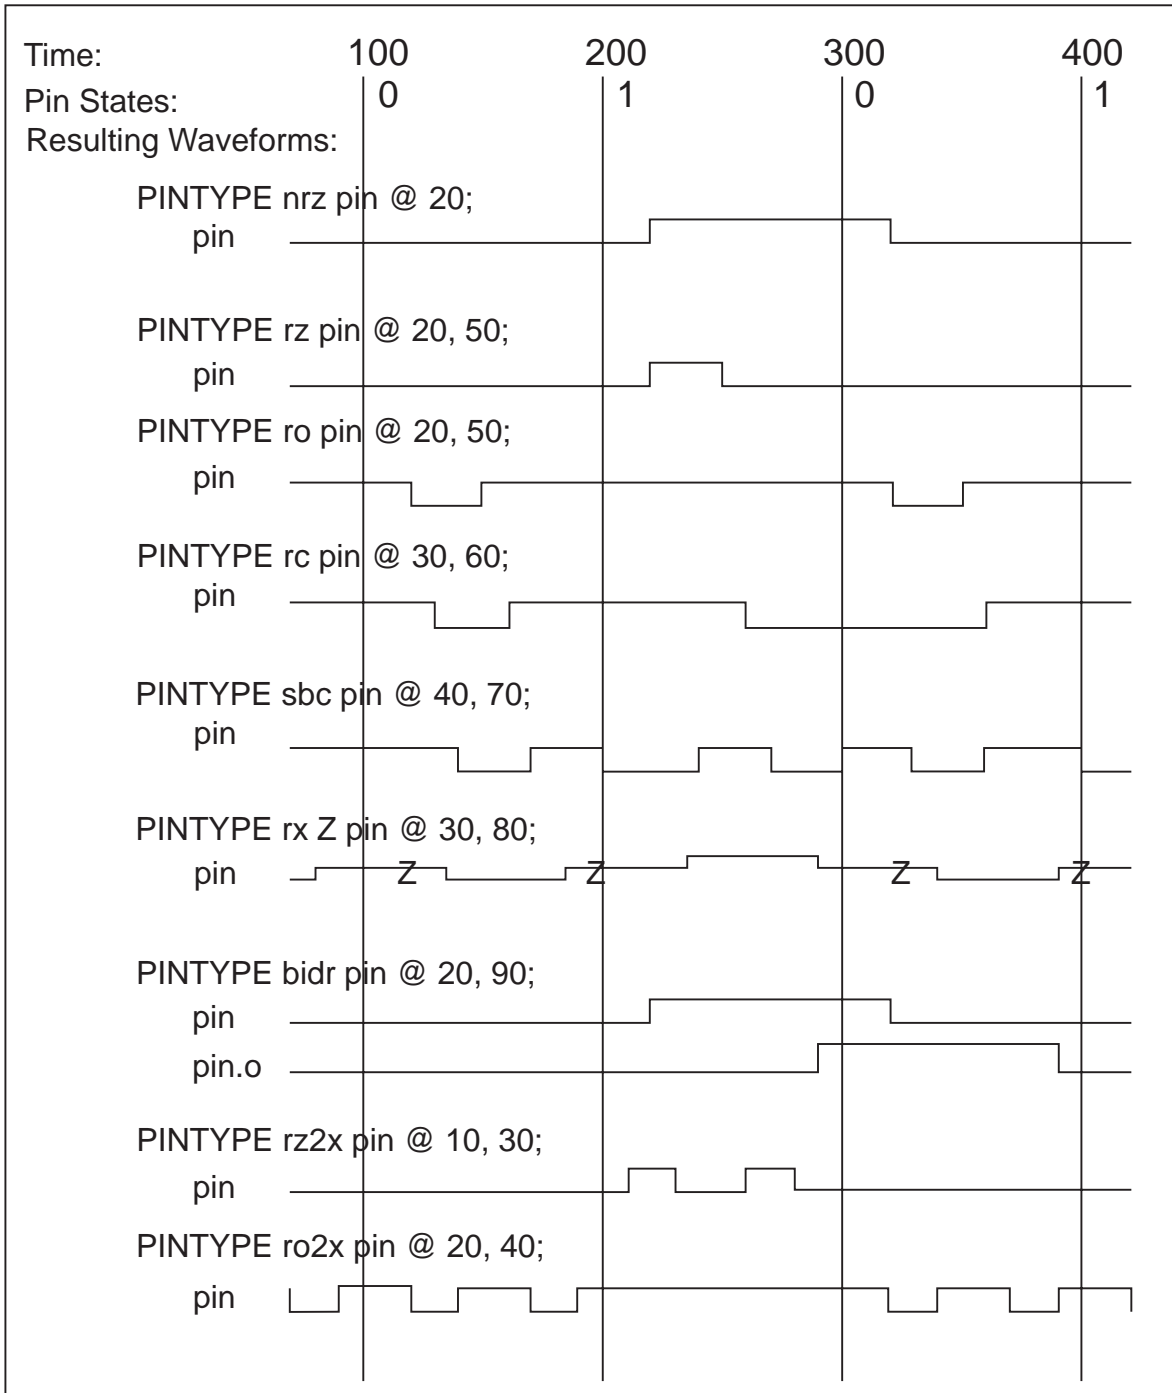 Time: 100 200 300 400
Pin States: 0 1 0 1
Resulting Waveforms:
PINTYPE nrz pin @ 20;
pin
PINTYPE rz pin @ 20, 50;
pin
PINTYPE ro pin @ 20, 50;
pin
PINTYPE rc pin @ 30, 60;
pin
PINTYPE sbc pin @ 40, 70;
pin
PINTYPE rx Z pin @ 30, 80;
pin Z Z Z Z
PINTYPE bidr pin @ 20, 90;
pin
pin.o
PINTYPE rz2x pin @ 10, 30;
pin
PINTYPE ro2x pin @ 20, 40;
pin